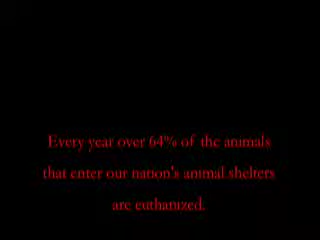 Every year over 64% of the animals
that enter our nation's animal shelters
are euthanized.